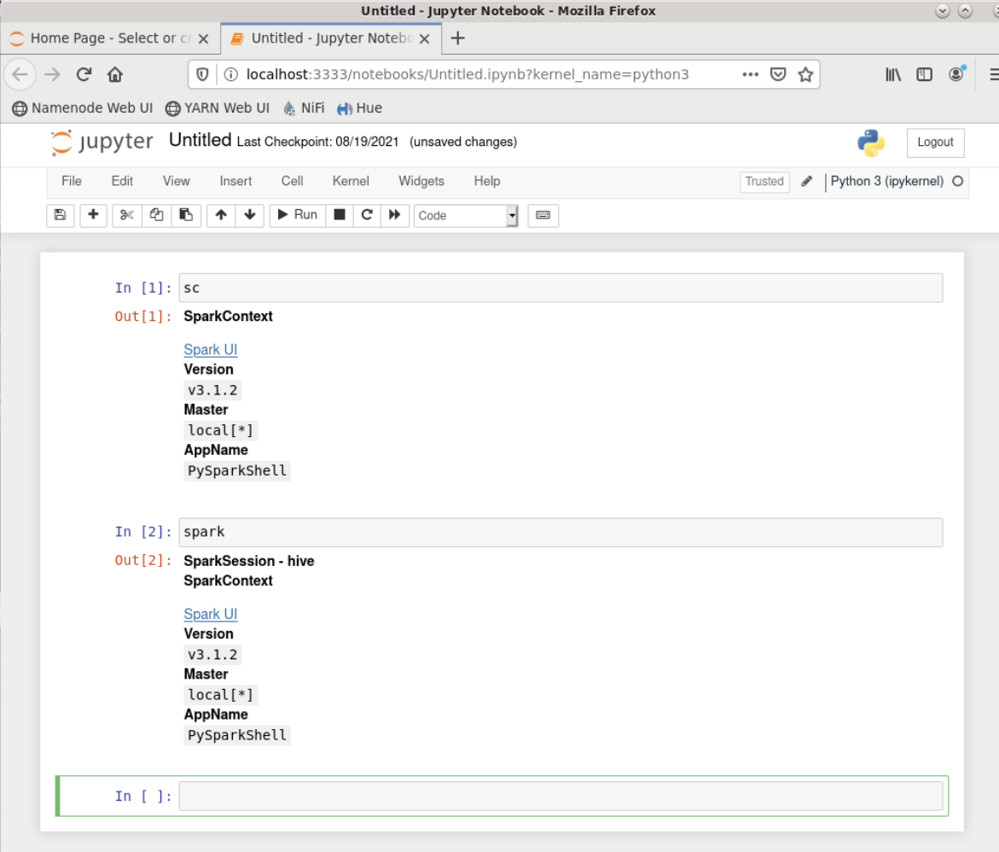 Untitled - Jupyter Notebook - Mozilla Firefox
Home Page - Select or cr
Untitled - Jupyter Notebo
localhost:3333/notebooks/Untitled.ipynb?kernel_name=python3
Namenode Web UI YARN Web UI NiFi Hue
jupyter Untitled Last Checkpoint: 08/19/2021 (unsaved changes) Logout
File Edit View Insert Cell Kernel Widgets Help Trusted Python 3 (ipykernel)
Run Code
In [1]: sc
Out[1]: SparkContext
Spark UI
Version
v3.1.2
Master
local[*]
AppName
PySparkShell
In [2]: spark
Out[2]: SparkSession - hive
SparkContext
Spark UI
Version
v3.1.2
Master
local[*]
AppName
PySparkShell
In [ ]: